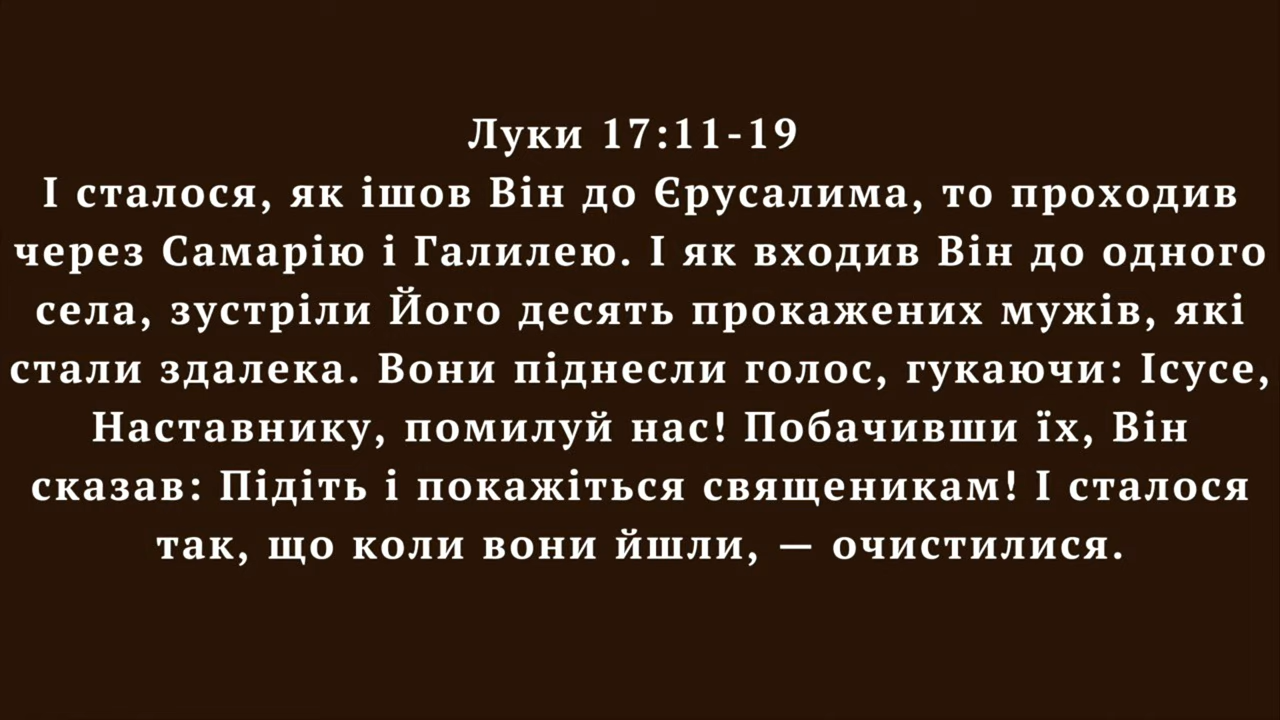 Луки 17:11-19
І сталося, як ішов Він до Єрусалима, то проходив
через Самарію і Галилею. І як входив Він до одного
села, зустріли Його десять прокажених мужів, які
стали здалека. Вони піднесли голос, гукаючи: Ісусе,
Наставнику, помилуй нас! Побачивши їх, Він
сказав: Підіть і покажіться священикам! І сталося
так, що коли вони йшли, — очистилися.